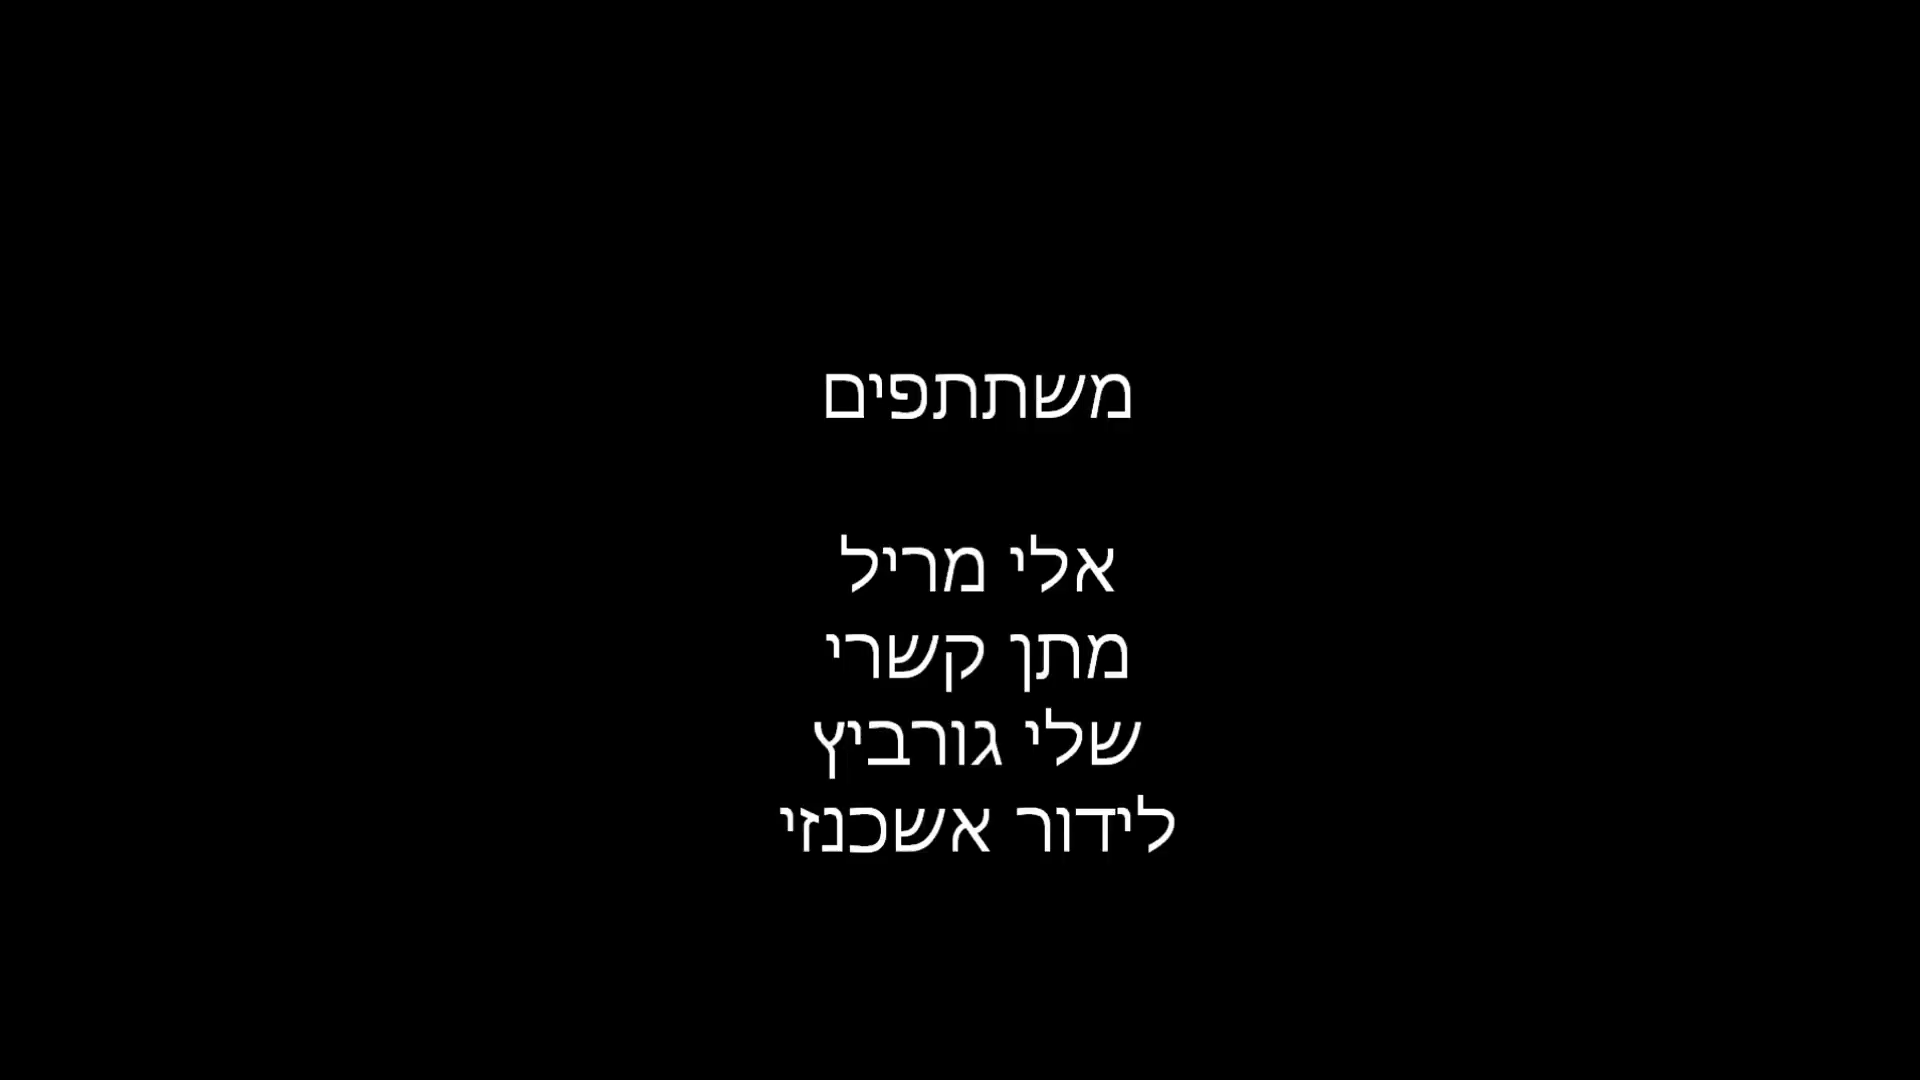 משתתפים
אלי מריל
מתן קשרי
שלי גורביץ
לידור אשכנזי